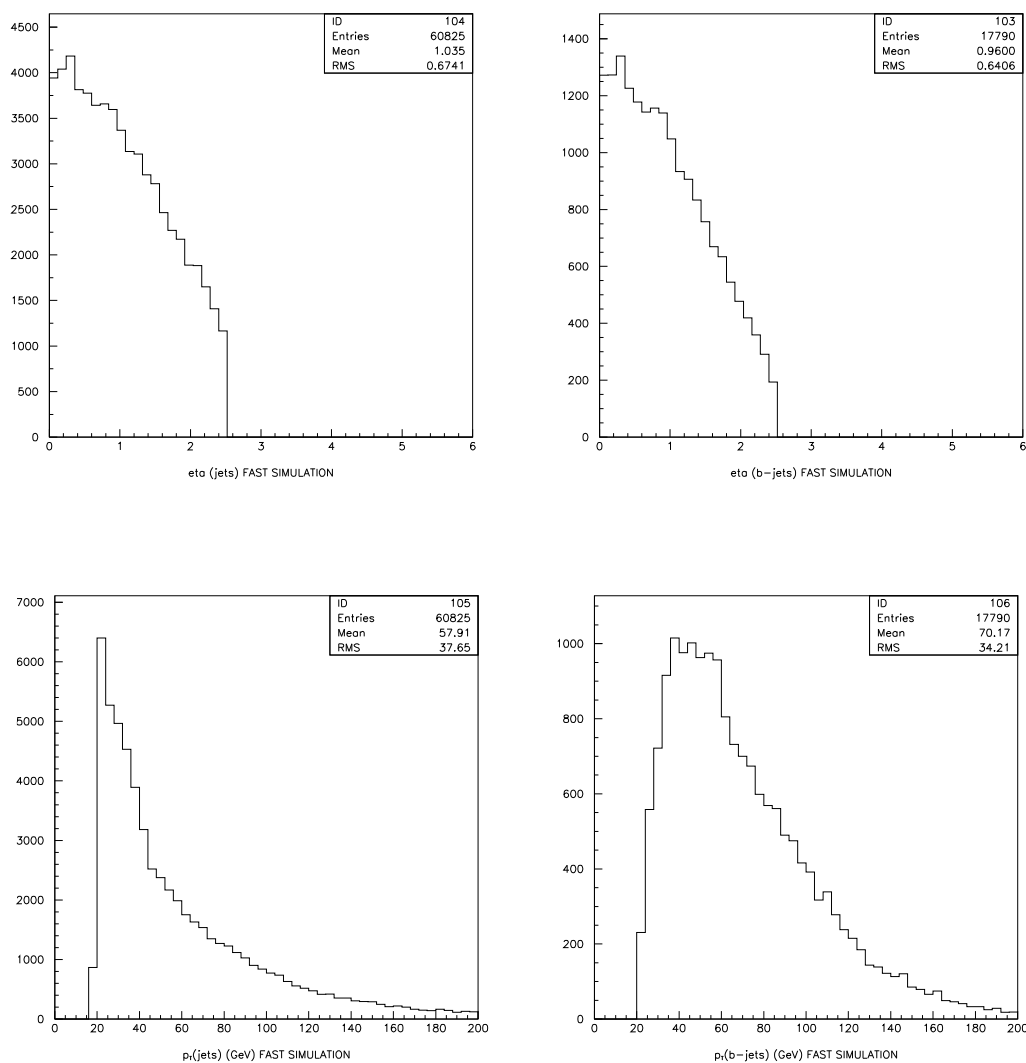 ID 104
Entries 60825
Mean 1.035
RMS 0.6741
4500
4000
3500
3000
2500
2000
1500
1000
500
0
0 1 2 3 4 5 6
eta (jets) FAST SIMULATION
ID 103
Entries 17790
Mean 0.9600
RMS 0.6406
1400
1200
1000
800
600
400
200
0
0 1 2 3 4 5 6
eta (b-jets) FAST SIMULATION
ID 105
Entries 60825
Mean 57.91
RMS 37.65
7000
6000
5000
4000
3000
2000
1000
0
0 20 40 60 80 100 120 140 160 180 200
pT(jets) (GeV) FAST SIMULATION
ID 106
Entries 17790
Mean 70.17
RMS 34.21
1000
800
600
400
200
0
0 20 40 60 80 100 120 140 160 180 200
pT(b-jets) (GeV) FAST SIMULATION